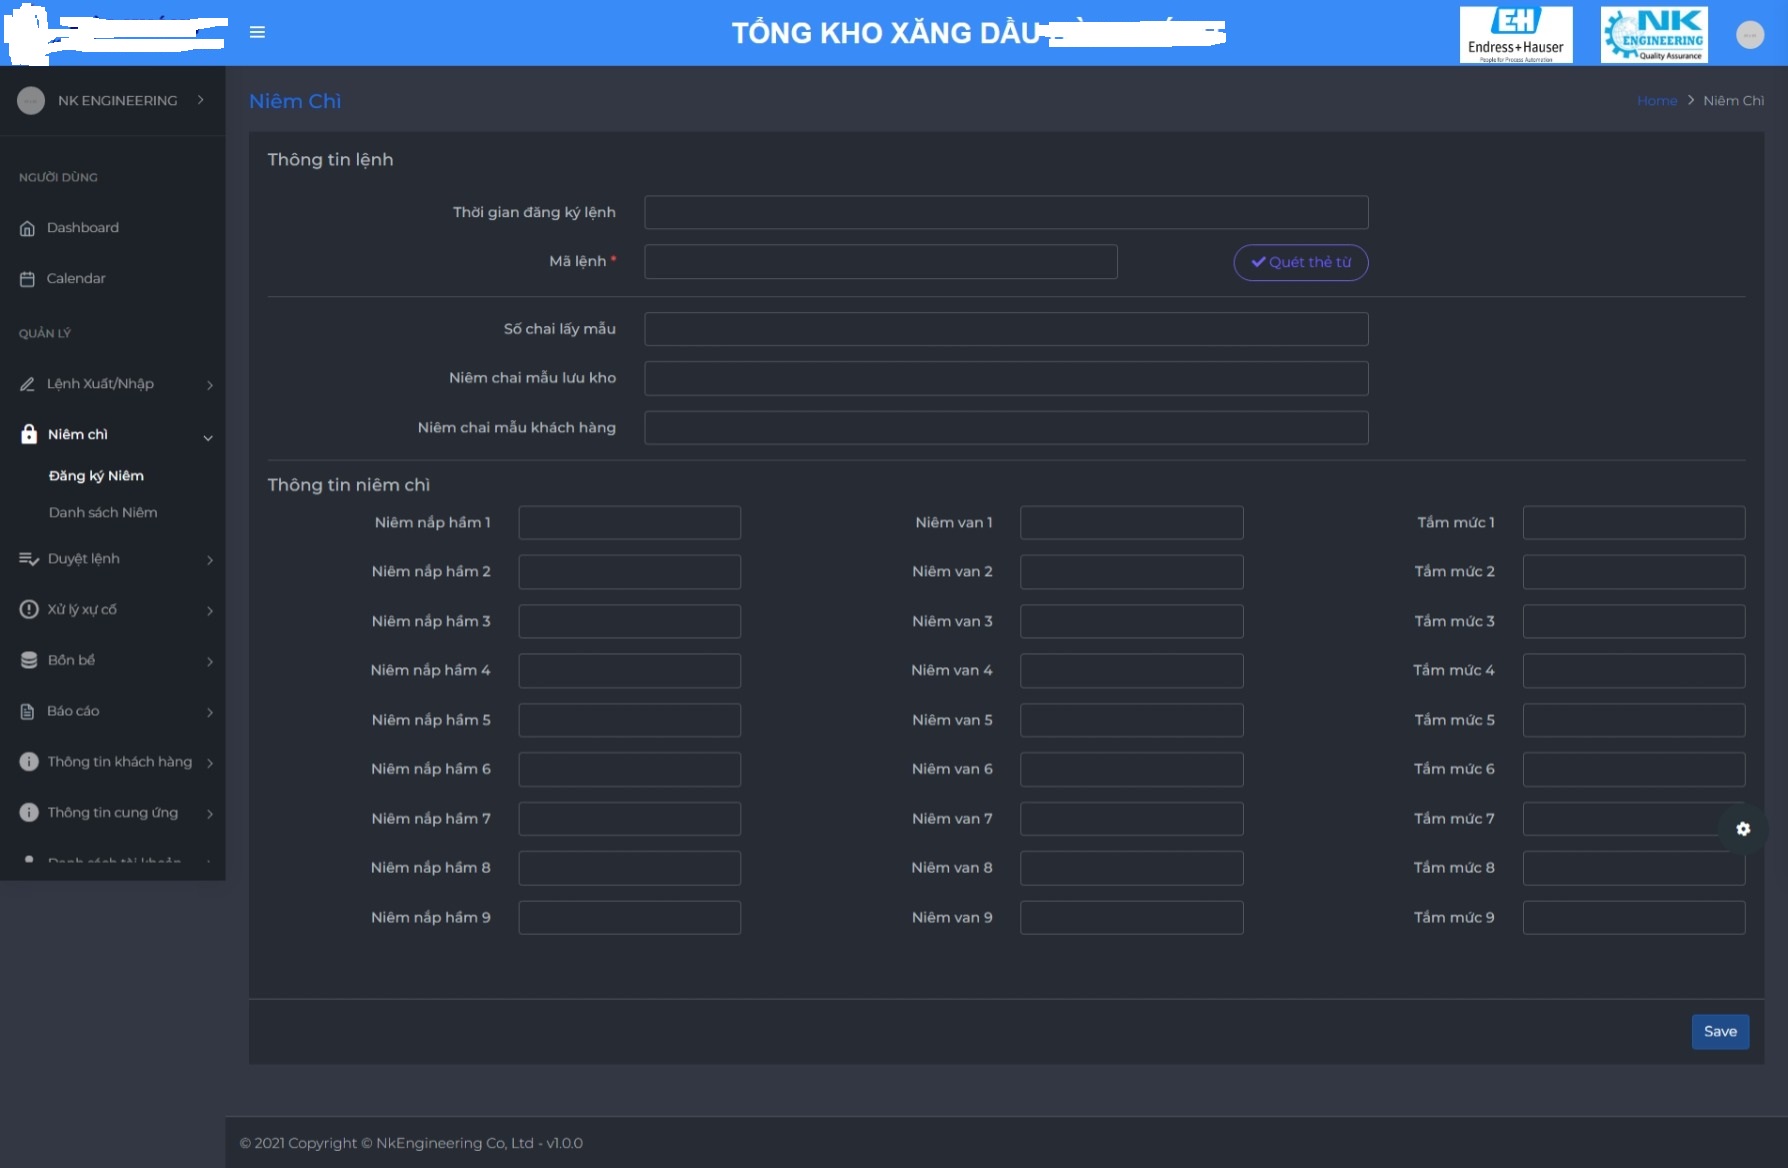 TỔNG KHO XĂNG DẦU
EH
Endress+Hauser
People for Process Automation
NK
ENGINEERING
Quality Assurance
NK ENGINEERING
NGƯỜI DÙNG
Dashboard
Calendar
QUẢN LÝ
Lệnh Xuất/Nhập
Niêm chì
Đăng ký Niêm
Danh sách Niêm
Duyệt lệnh
Xử lý xự cố
Bồn bể
Báo cáo
Thông tin khách hàng
Thông tin cung ứng
Danh sách tài khoản
Niêm Chì
Home > Niêm Chì
Thông tin lệnh
Thời gian đăng ký lệnh
Mã lệnh *
Quét thẻ từ
Số chai lấy mẫu
Niêm chai mẫu lưu kho
Niêm chai mẫu khách hàng
Thông tin niêm chì
Niêm nắp hầm 1 Niêm van 1 Tấm mức 1
Niêm nắp hầm 2 Niêm van 2 Tấm mức 2
Niêm nắp hầm 3 Niêm van 3 Tấm mức 3
Niêm nắp hầm 4 Niêm van 4 Tấm mức 4
Niêm nắp hầm 5 Niêm van 5 Tấm mức 5
Niêm nắp hầm 6 Niêm van 6 Tấm mức 6
Niêm nắp hầm 7 Niêm van 7 Tấm mức 7
Niêm nắp hầm 8 Niêm van 8 Tấm mức 8
Niêm nắp hầm 9 Niêm van 9 Tấm mức 9
Save
© 2021 Copyright © NkEngineering Co, Ltd - v1.0.0